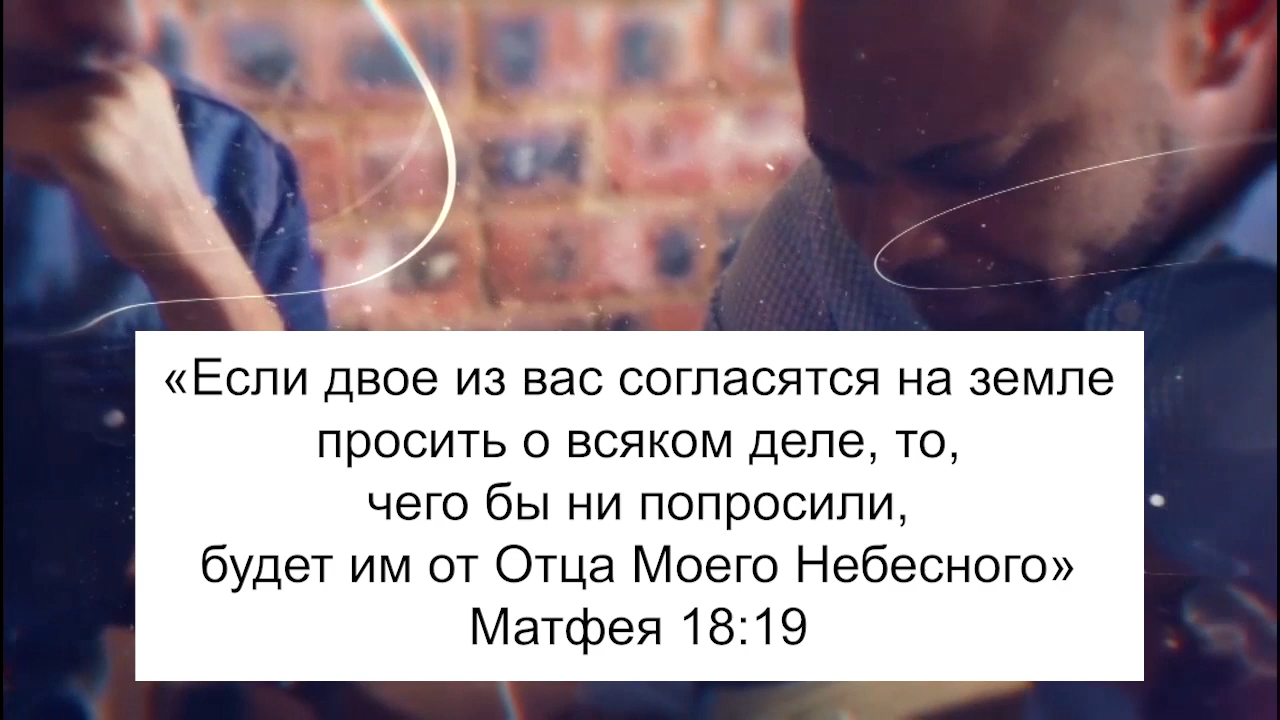 «Если двое из вас согласятся на земле
просить о всяком деле, то,
чего бы ни попросили,
будет им от Отца Моего Небесного»
Матфея 18:19